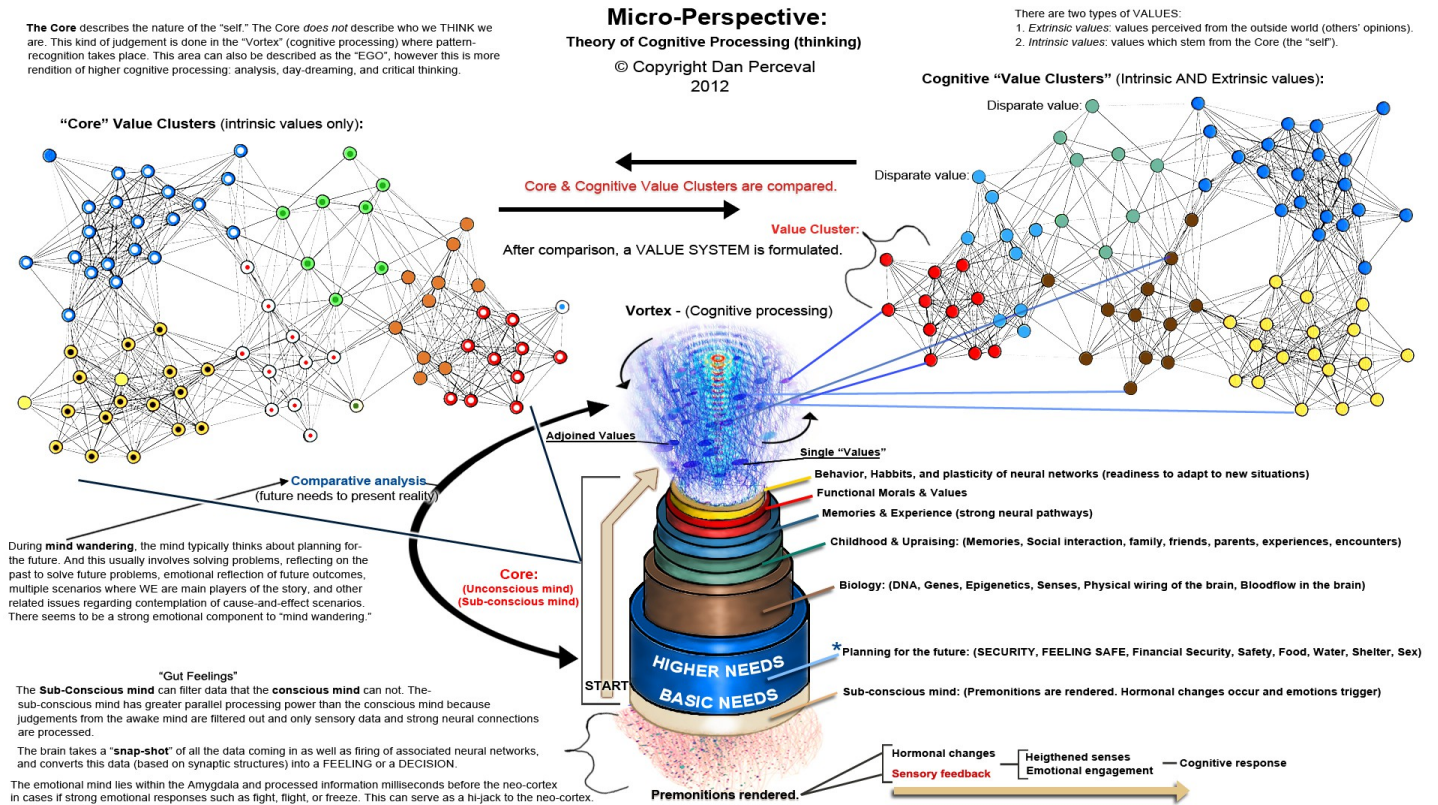 Micro-Perspective:
Theory of Cognitive Processing (thinking)
© Copyright Dan Perceval
2012
The Core describes the nature of the “self.” The Core does not describe who we THINK we
are. This kind of judgement is done in the “Vortex” (cognitive processing) where pattern-
recognition takes place. This area can also be described as the “EGO”, however this is more
rendition of higher cognitive processing: analysis, day-dreaming, and critical thinking.
There are two types of VALUES:
1. Extrinsic values: values perceived from the outside world (others’ opinions).
2. Intrinsic values: values which stem from the Core (the “self”).
“Core” Value Clusters (intrinsic values only):
Cognitive “Value Clusters” (Intrinsic AND Extrinsic values):
Disparate value:
Disparate value:
Value Cluster:
Core & Cognitive Value Clusters are compared.
After comparison, a VALUE SYSTEM is formulated.
Vortex - (Cognitive processing)
Adjoined Values
Single “Values”
Comparative analysis
(future needs to present reality)
During mind wandering, the mind typically thinks about planning for-
the future. And this usually involves solving problems, reflecting on the
past to solve future problems, emotional reflection of future outcomes,
multiple scenarios where WE are main players of the story, and other
related issues regarding contemplation of cause-and-effect scenarios.
There seems to be a strong emotional component to “mind wandering.”
Core:
(Unconscious mind)
(Sub-conscious mind)
START
HIGHER NEEDS
BASIC NEEDS
Behavior, Habbits, and plasticity of neural networks (readiness to adapt to new situations)
Functional Morals & Values
Memories & Experience (strong neural pathways)
Childhood & Upraising: (Memories, Social interaction, family, friends, parents, experiences, encounters)
Biology: (DNA, Genes, Epigenetics, Senses, Physical wiring of the brain, Bloodflow in the brain)
*Planning for the future: (SECURITY, FEELING SAFE, Financial Security, Safety, Food, Water, Shelter, Sex)
Sub-conscious mind: (Premonitions are rendered. Hormonal changes occur and emotions trigger)
“Gut Feelings”
The Sub-Conscious mind can filter data that the conscious mind can not. The-
sub-conscious mind has greater parallel processing power than the conscious mind because
judgements from the awake mind are filtered out and only sensory data and strong neural connections
are processed.
The brain takes a “snap-shot” of all the data coming in as well as firing of associated neural networks,
and converts this data (based on synaptic structures) into a FEELING or a DECISION.
The emotional mind lies within the Amygdala and processed information milliseconds before the neo-cortex
in cases if strong emotional responses such as fight, flight, or freeze. This can serve as a hi-jack to the neo-cortex.
Premonitions rendered.
Hormonal changes
Sensory feedback
Heigthened senses
Emotional engagement
Cognitive response